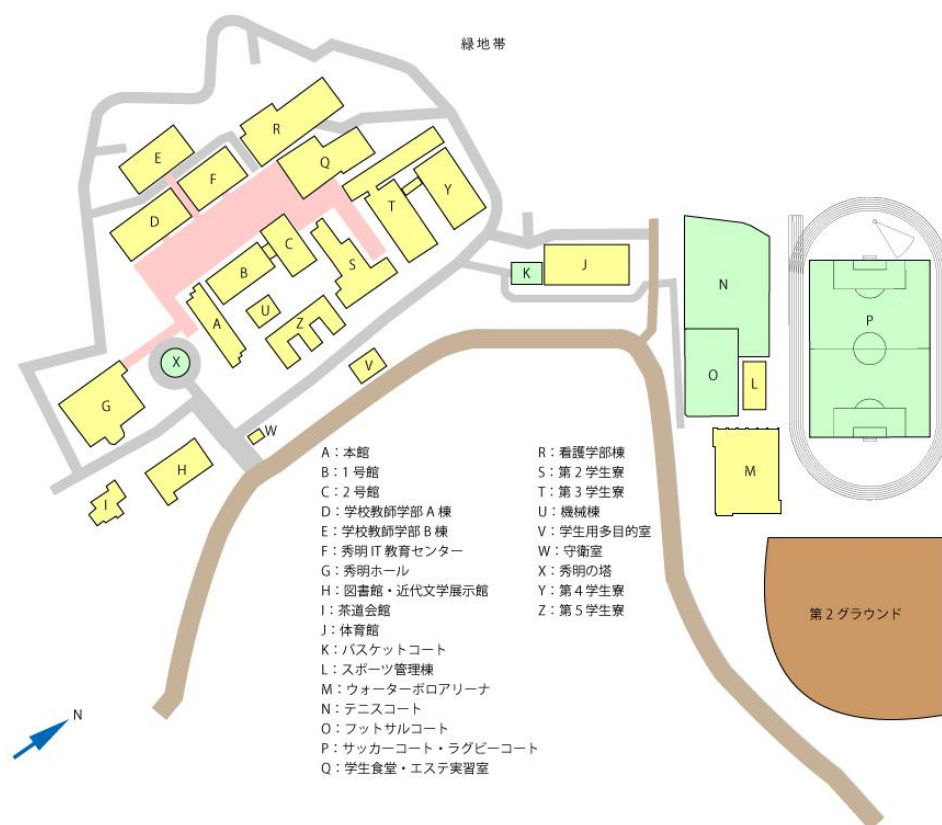 緑地帯
R
E
Q
F
Y
T
D
C
S
B
K
J
N
U
Z
A
P
X
V
O
L
G
W
H
M
I
A：本館
B：1号館
C：2号館
D：学校教師学部A棟
E：学校教師学部B棟
F：秀明IT教育センター
G：秀明ホール
H：図書館・近代文学展示館
I：茶道会館
J：体育館
K：バスケットコート
L：スポーツ管理棟
M：ウォーターボロアリーナ
N：テニスコート
O：フットサルコート
P：サッカーコート・ラグビーコート
Q：学生食堂・エステ実習室
R：看護学部棟
S：第2学生寮
T：第3学生寮
U：機械棟
V：学生用多目的室
W：守衛室
X：秀明の塔
Y：第4学生寮
Z：第5学生寮
第2グラウンド
N